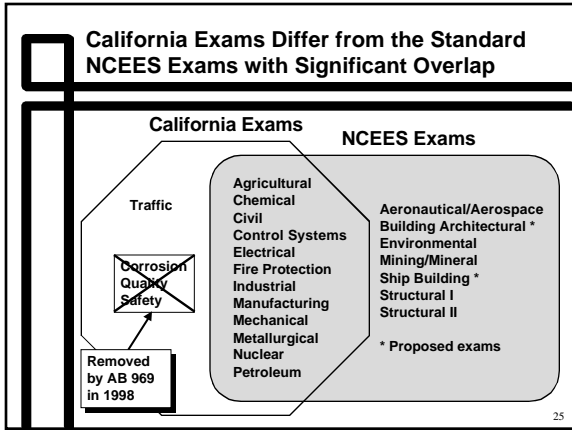 California Exams Differ from the Standard
NCEES Exams with Significant Overlap
California Exams
NCEES Exams
Traffic
Corrosion
Quality
Safety
Removed
by AB 969
in 1998
Agricultural
Chemical
Civil
Control Systems
Electrical
Fire Protection
Industrial
Manufacturing
Mechanical
Metallurgical
Nuclear
Petroleum
Aeronautical/Aerospace
Building Architectural *
Environmental
Mining/Mineral
Ship Building *
Structural I
Structural II
* Proposed exams
25